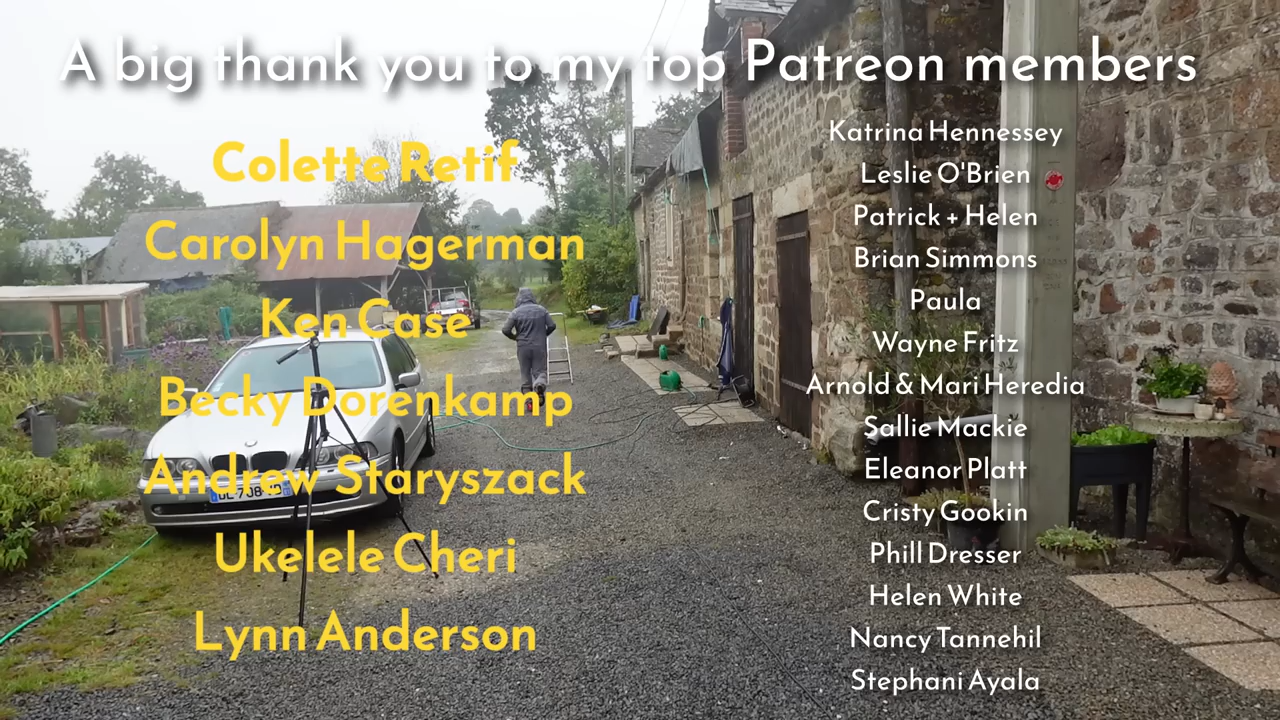 A big thank you to my top Patreon members
Colette Retif
Carolyn Hagerman
Ken Case
Becky Dorenkamp
Andrew Staryszack
Ukelele Cheri
Lynn Anderson
Katrina Hennessey
Leslie O'Brien
Patrick + Helen
Brian Simmons
Paula
Wayne Fritz
Arnold & Mari Heredia
Sallie Mackie
Eleanor Platt
Cristy Gookin
Phill Dresser
Helen White
Nancy Tannehil
Stephani Ayala